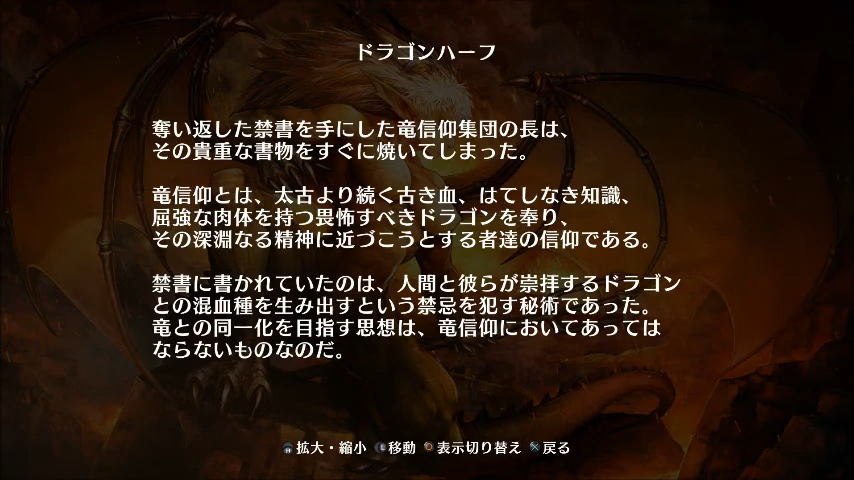 ドラゴンハーフ
奪い返した禁書を手にした竜信仰集団の長は、
その貴重な書物をすぐに焼いてしまった。
竜信仰とは、太古より続く古き血、はてしなき知識、
屈強な肉体を持つ畏怖すべきドラゴンを奉り、
その深淵なる精神に近づこうとする者達の信仰である。
禁書に書かれていたのは、人間と彼らが崇拝するドラゴン
との混血種を生み出すという禁忌を犯す秘術であった。
竜との同一化を目指す思想は、竜信仰においてあっては
ならないものなのだ。
拡大・縮小 移動 表示切り替え 戻る